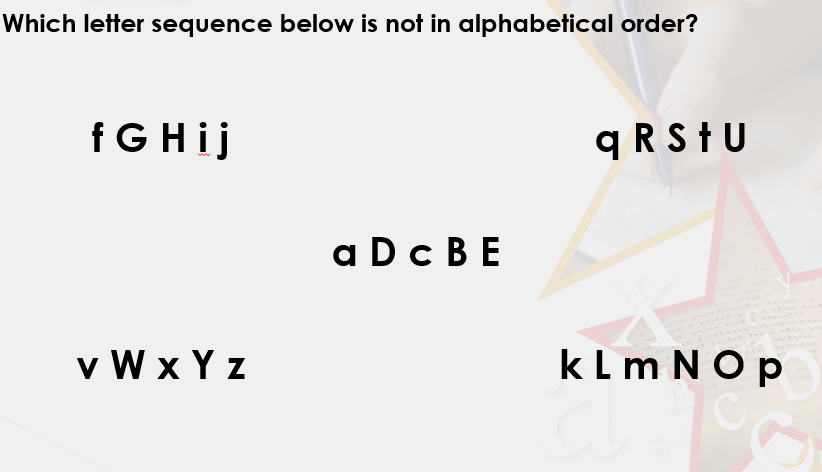 Which letter sequence below is not in alphabetical order?
f G H i j
q R S t U
a D c B E
v W x Y z
k L m N O p